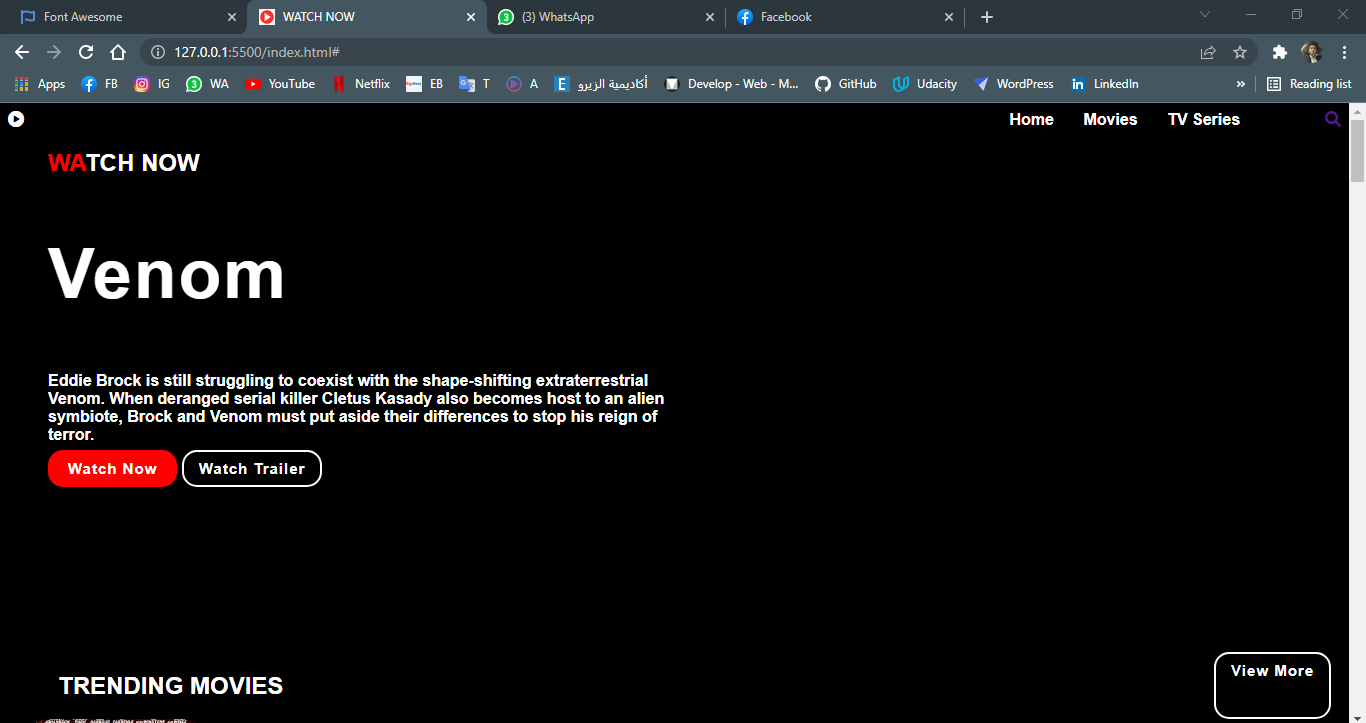 Font Awesome
WATCH NOW
3
(3) WhatsApp
Facebook
127.0.0.1:5500/index.html#
Apps
FB
IG
3
WA
YouTube
Netflix
EB
T
A
E
أكاديمية الزيرو
Develop - Web - M...
GitHub
Udacity
WordPress
in
LinkedIn
»
Reading list
Home
Movies
TV Series
WATCH NOW
Venom
Eddie Brock is still struggling to coexist with the shape-shifting extraterrestrial
Venom. When deranged serial killer Cletus Kasady also becomes host to an alien
symbiote, Brock and Venom must put aside their differences to stop his reign of
terror.
Watch Now
Watch Trailer
View More
TRENDING MOVIES